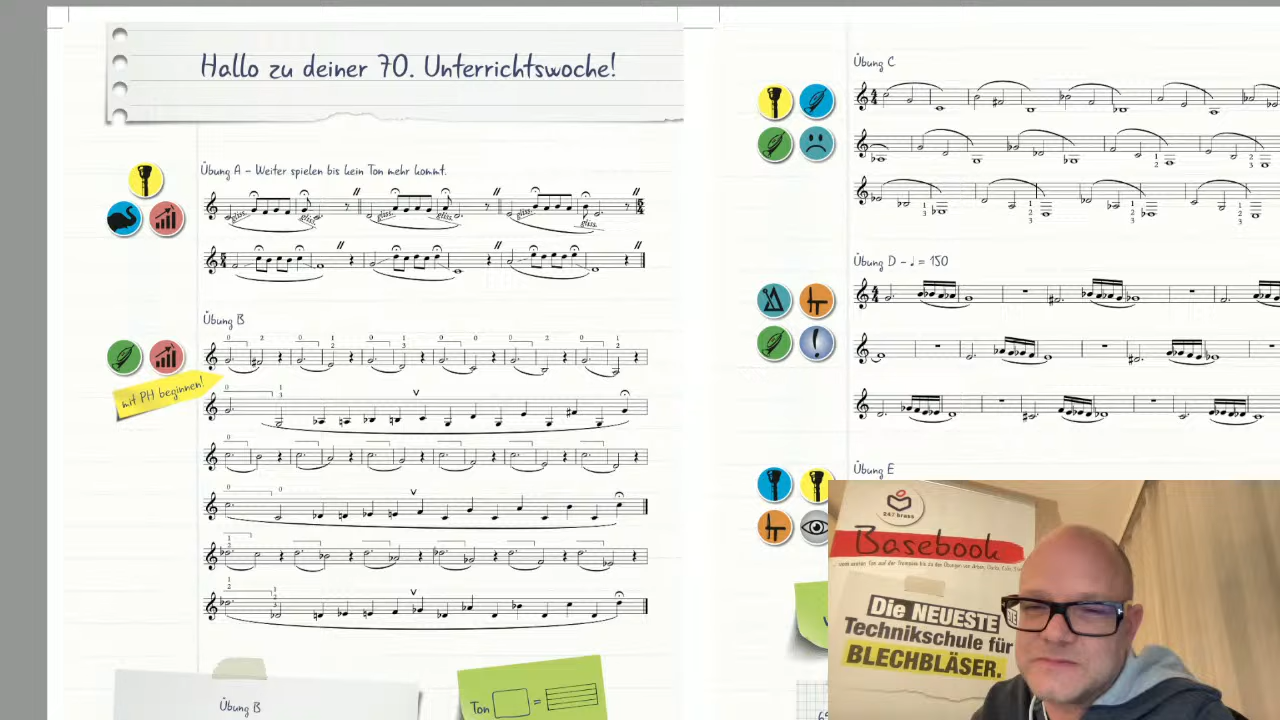 Hallo zu deiner 70. Unterrichtswoche!
Übung A - Weiter spielen bis kein Ton mehr kommt.
Übung B
mit PH beginnen!
Übung B
Ton =
Übung C
Übung D - ♩ = 150
Übung E
Basebook
Die NEUESTE
Technikschule für
BLECHBLÄSER.